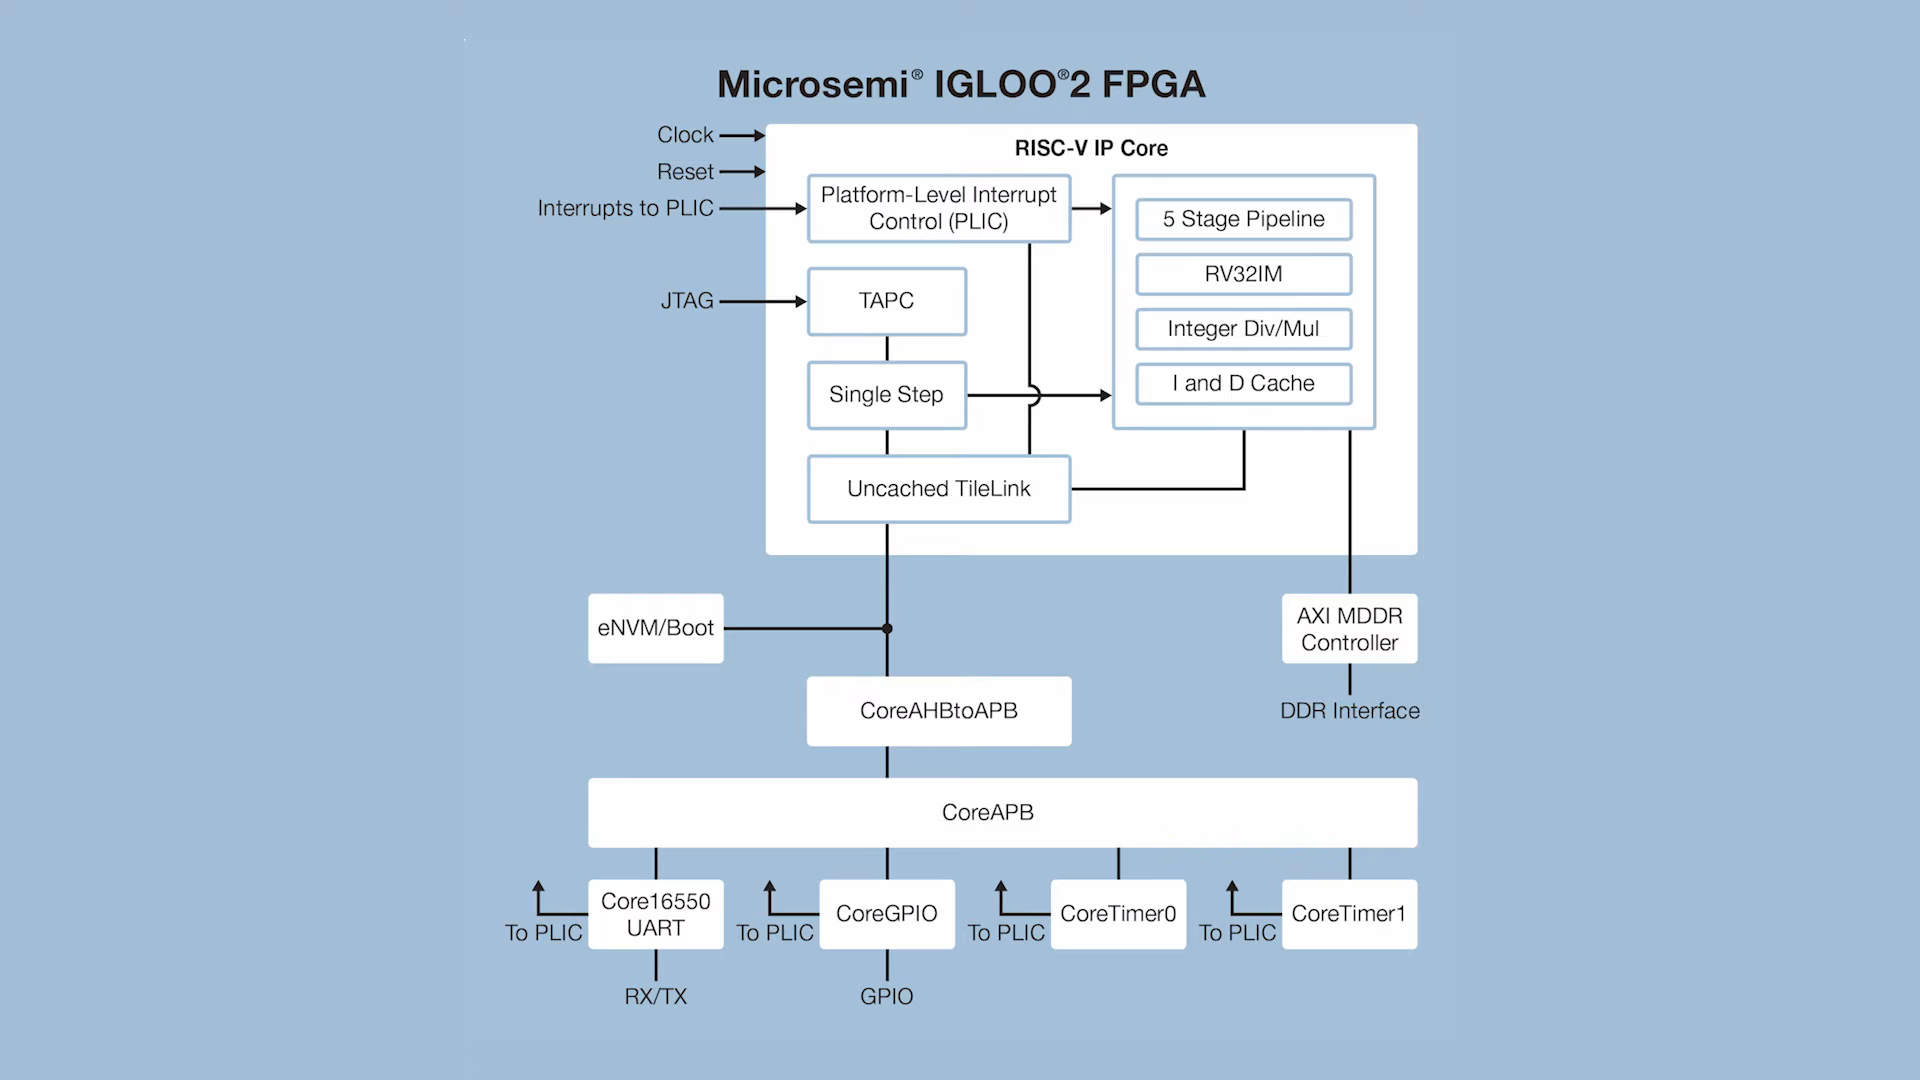 Microsemi® IGLOO®2 FPGA
Clock
Reset
Interrupts to PLIC
JTAG
RISC-V IP Core
Platform-Level Interrupt
Control (PLIC)
TAPC
Single Step
Uncached TileLink
5 Stage Pipeline
RV32IM
Integer Div/Mul
I and D Cache
eNVM/Boot
AXI MDDR
Controller
DDR Interface
CoreAHBtoAPB
CoreAPB
To PLIC
Core16550
UART
RX/TX
To PLIC
CoreGPIO
GPIO
To PLIC
CoreTimer0
To PLIC
CoreTimer1